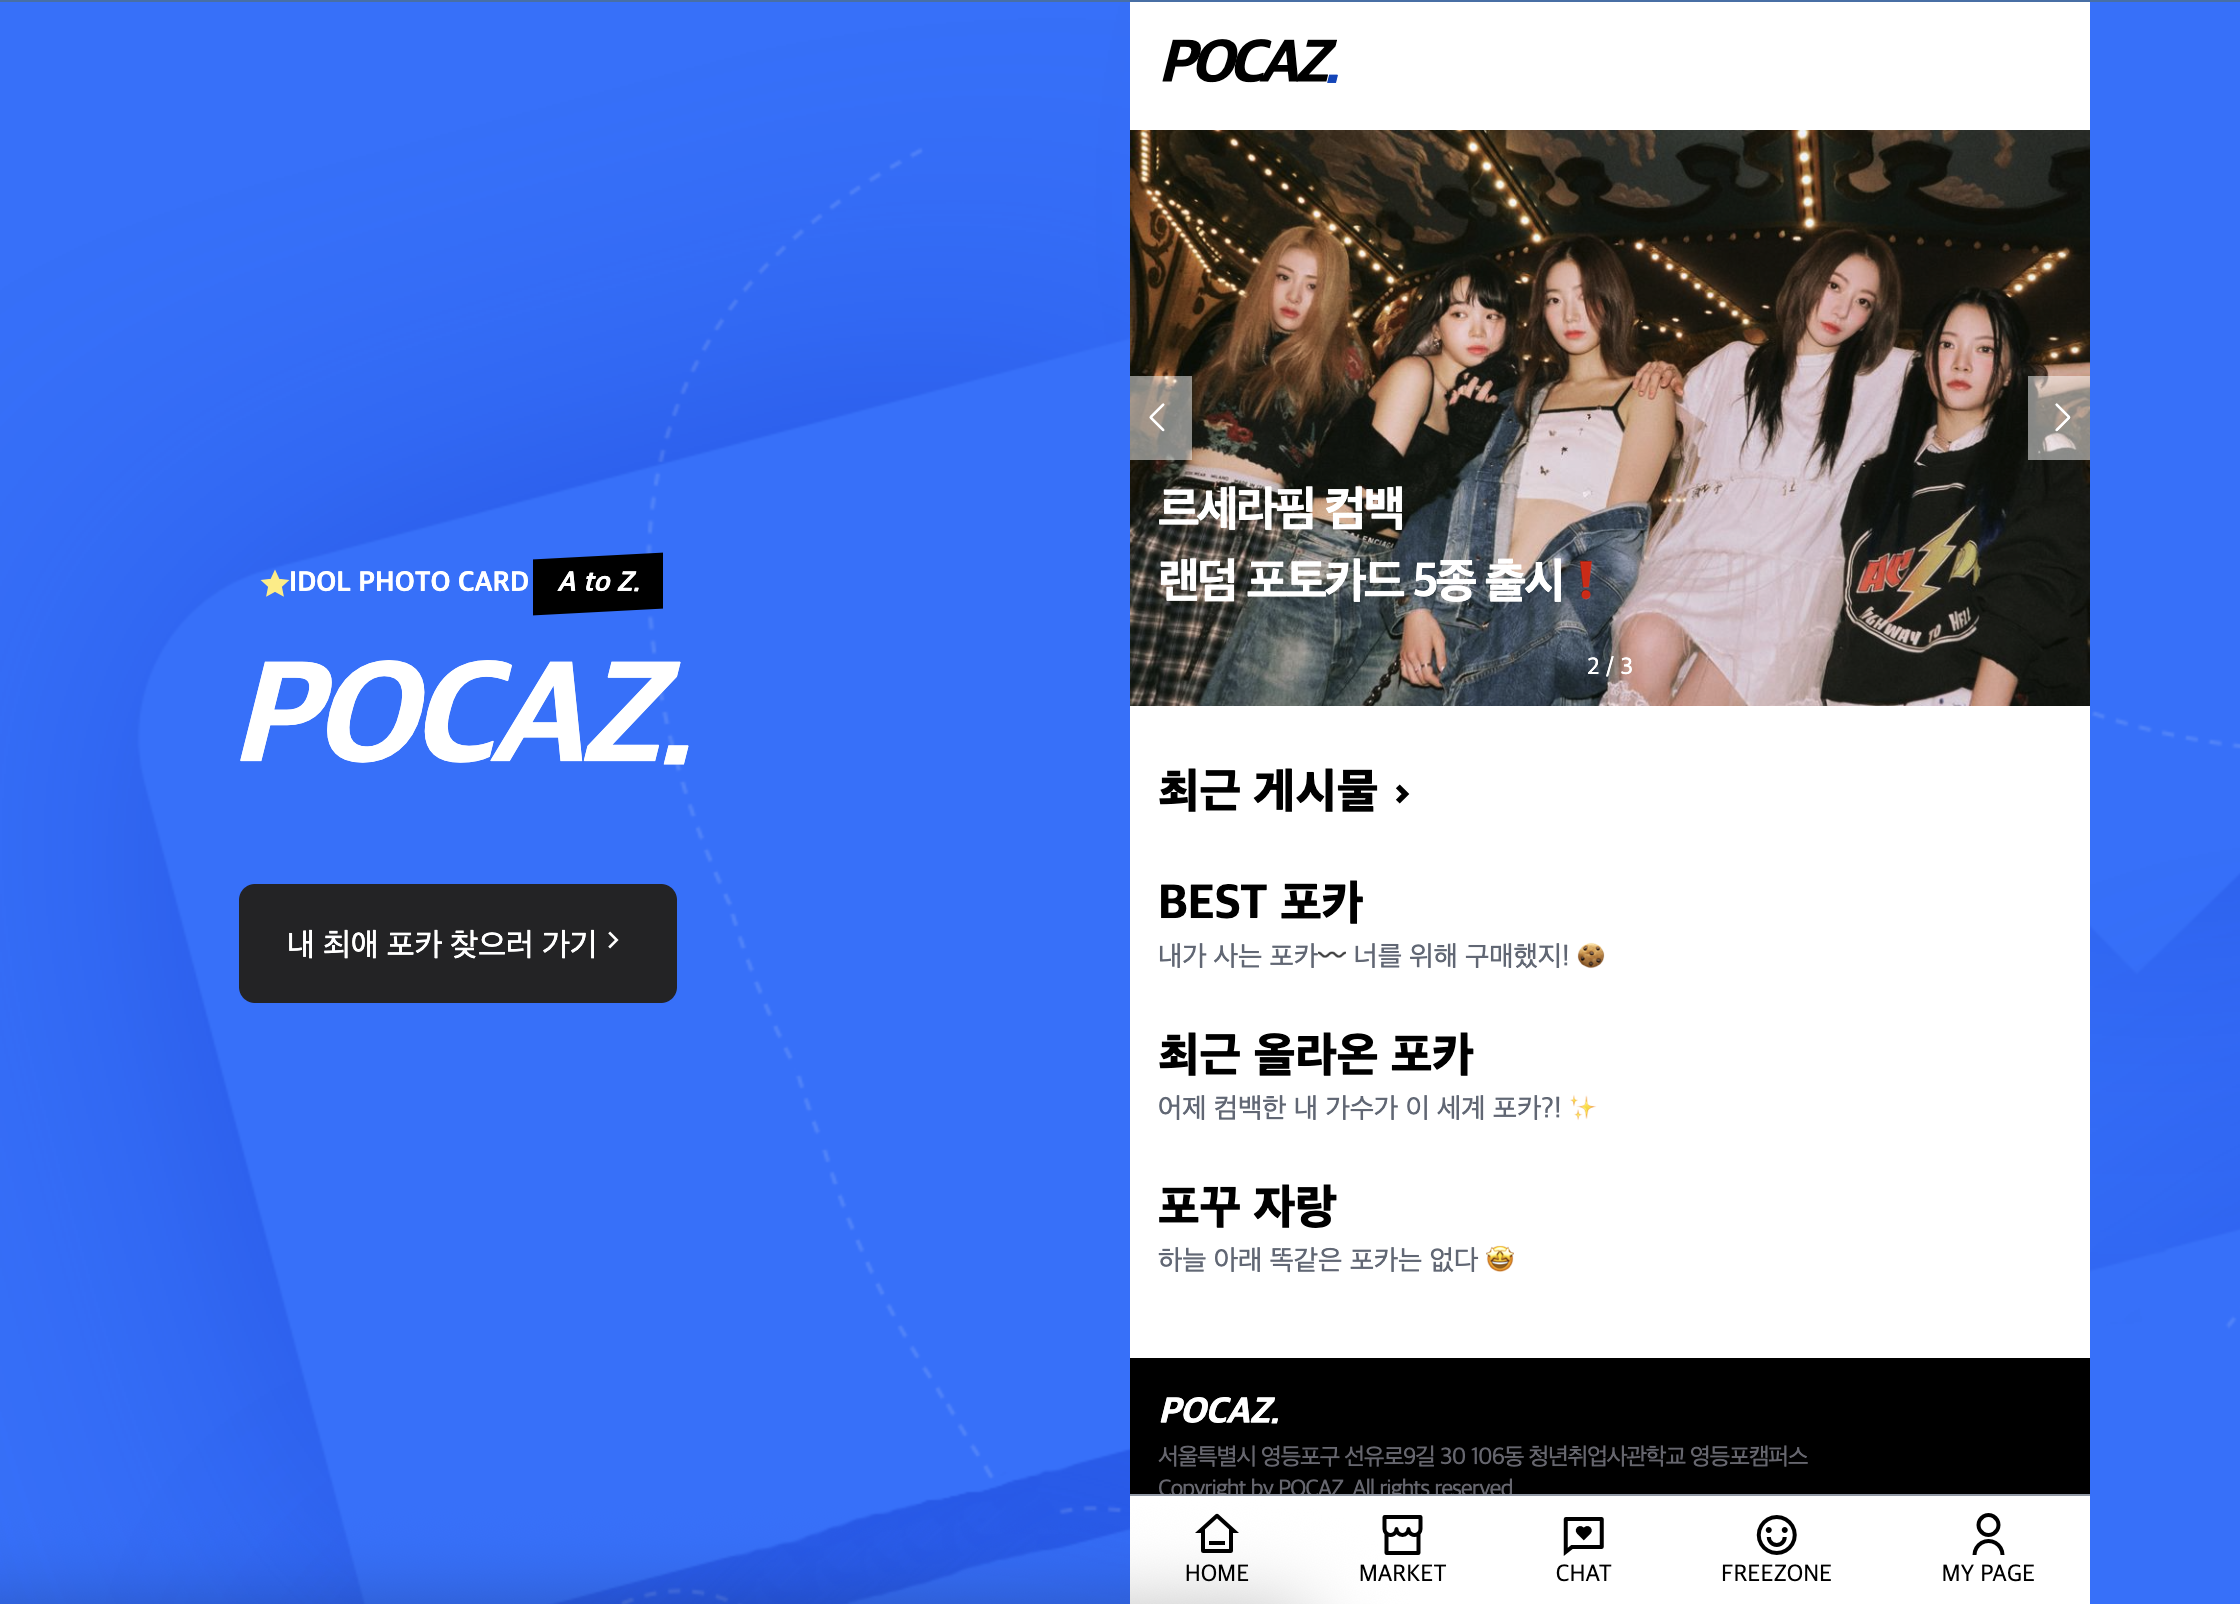 ⭐IDOL PHOTO CARD A to Z.
POCAZ.
내 최애 포카 찾으러 가기 >
POCAZ.
르세라핌 컴백
랜덤 포토카드 5종 출시❗
2 / 3
최근 게시물 >
BEST 포카
내가 사는 포카〰 너를 위해 구매했지! 🍪
최근 올라온 포카
어제 컴백한 내 가수가 이 세계 포카?! ✨
포꾸 자랑
하늘 아래 똑같은 포카는 없다 🤩
POCAZ.
서울특별시 영등포구 선유로9길 30 106동 청년취업사관학교 영등포캠퍼스
Copyright by POCAZ. All rights reserved
HOME MARKET CHAT FREEZONE MY PAGE